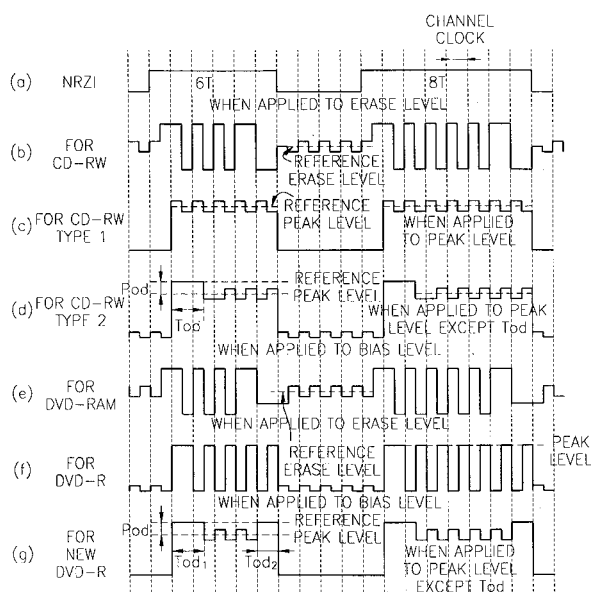 CHANNEL
CLOCK
(a) NRZI
6T
8T
WHEN APPLIED TO ERASE LEVEL
(b) FOR
CD-RW
REFERENCE
ERASE LEVEL
REFERENCE
PEAK LEVEL
(c) FOR CD-RW
TYPE 1
WHEN APPLIED
TO PEAK LEVEL
Pod
REFERENCE
PEAK LEVEL
(d) FOR CD-RW
TYPE 2
Tod
WHEN APPLIED TO PEAK
LEVEL EXCEPT Tod
WHEN APPLIED TO BIAS LEVEL
(e) FOR
DVD-RAM
WHEN APPLIED TO ERASE LEVEL
REFERENCE
ERASE LEVEL
PEAK
LEVEL
(f) FOR
DVD-R
WHEN APPLIED TO BIAS LEVEL
Pod
REFERENCE
PEAK LEVEL
(g) FOR
NEW
DVD-R
Tod1
Tod2
WHEN APPLIED
TO PEAK LEVEL
EXCEPT Tod